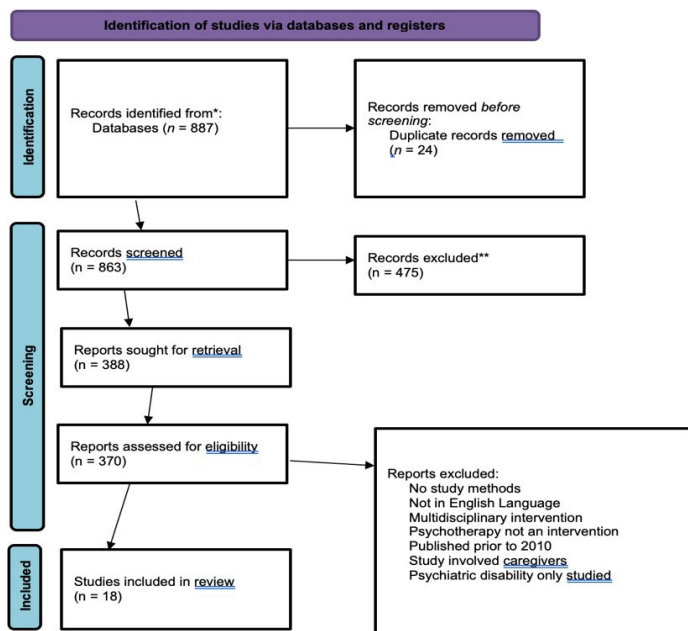 Identification of studies via databases and registers
Identification
Records identified from*:
Databases (n = 887)
Records removed before
screening:
Duplicate records removed
(n = 24)
Screening
Records screened
(n = 863)
Records excluded**
(n = 475)
Reports sought for retrieval
(n = 388)
Reports assessed for eligibility
(n = 370)
Reports excluded:
No study methods
Not in English Language
Multidisciplinary intervention
Psychotherapy not an intervention
Published prior to 2010
Study involved caregivers
Psychiatric disability only studied
Included
Studies included in review
(n = 18)